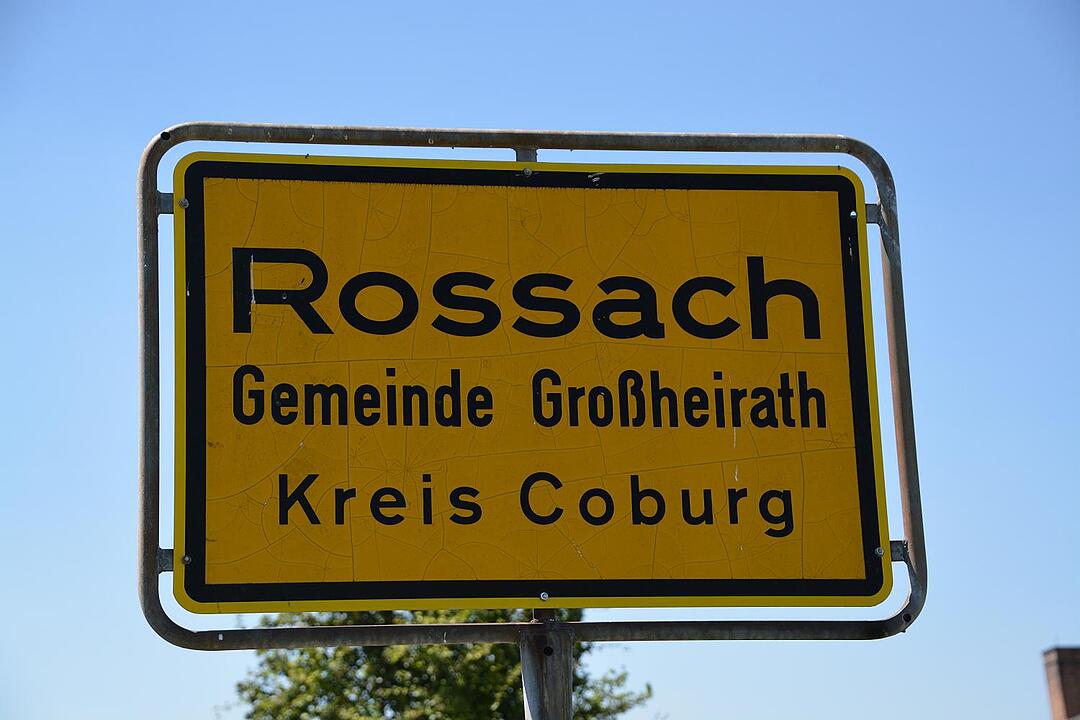 Rossach
Gemeinde Großheirath
Kreis Coburg